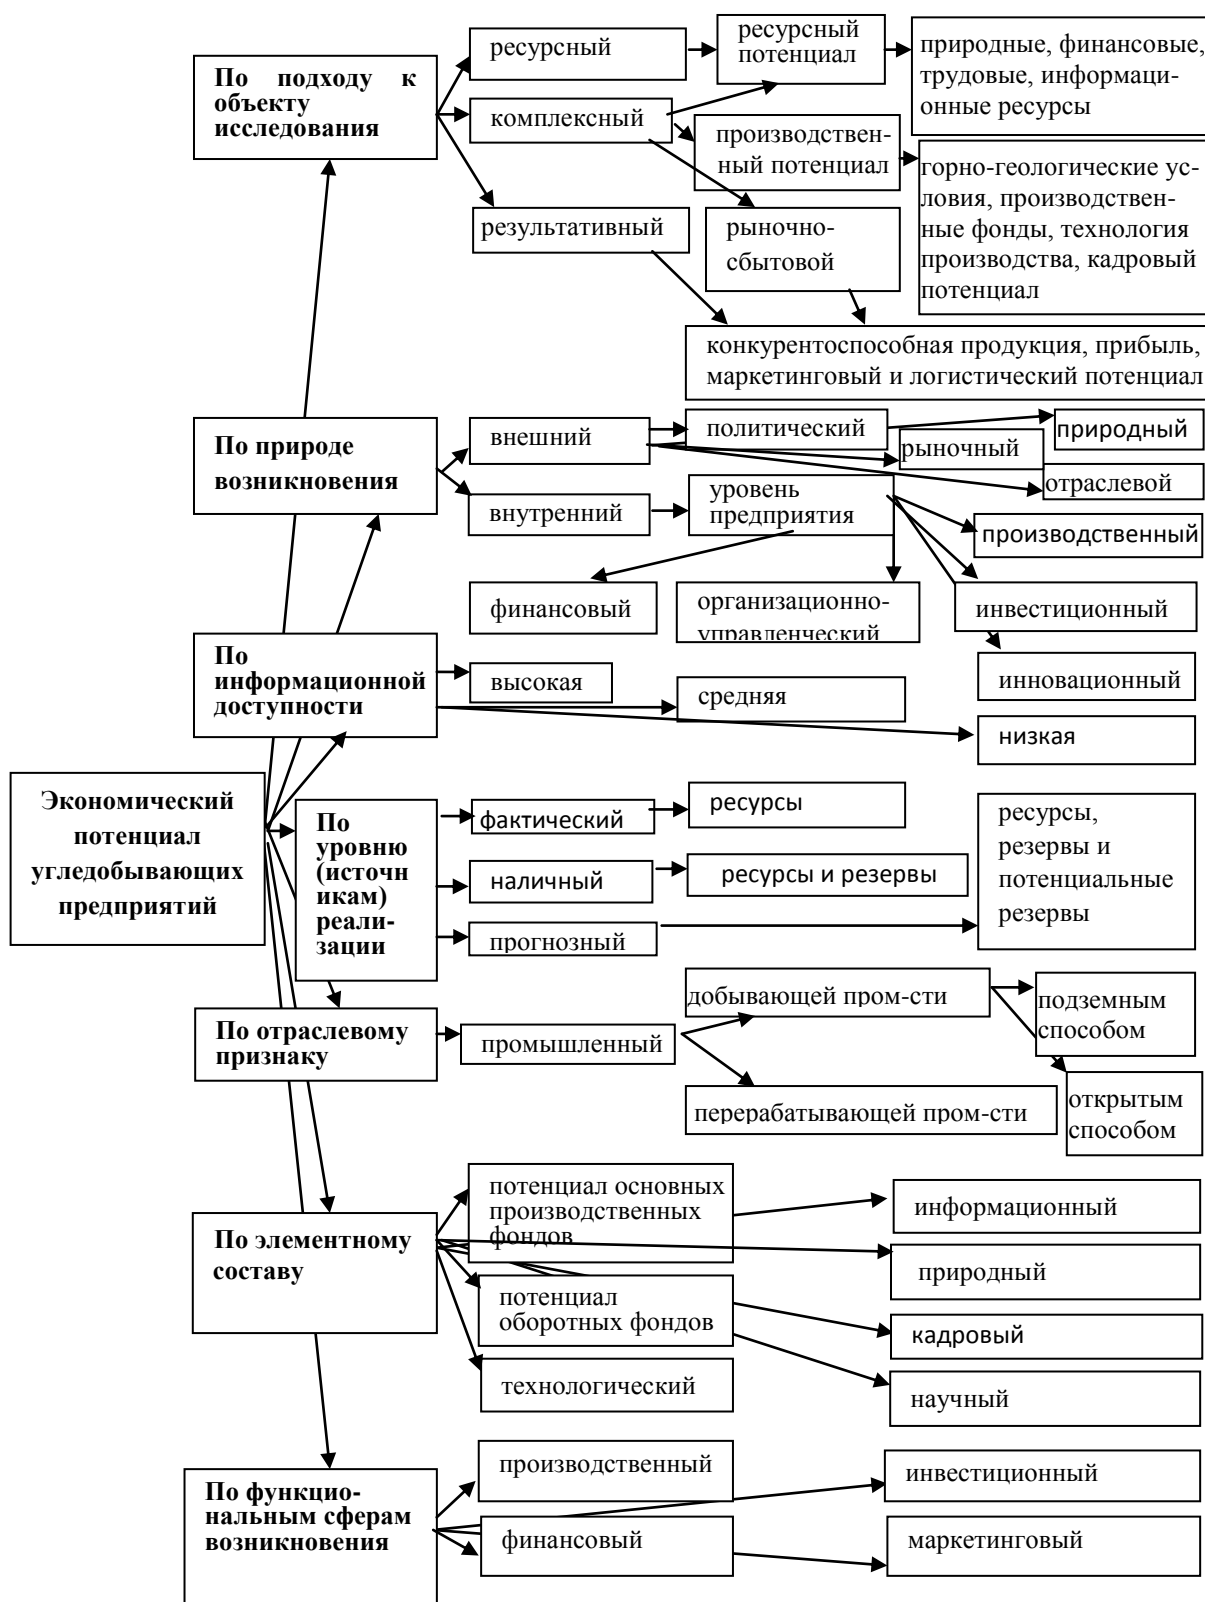 ресурсный
ресурсный
потенциал
природные, финансовые,
трудовые, информаци-
онные ресурсы
По подходу к
объекту
исследования
комплексный
производствен-
ный потенциал
горно-геологические ус-
ловия, производствен-
ные фонды, технология
производства, кадровый
потенциал
результативный
рыночно-
сбытовой
конкурентоспособная продукция, прибыль,
маркетинговый и логистический потенциал
По природе
возникновения
внешний
политический
природный
рыночный
отраслевой
внутренний
уровень
предприятия
производственный
финансовый
организационно-
управленческий
инвестиционный
инновационный
По
информационной
доступности
высокая
средняя
низкая
Экономический
потенциал
угледобывающих
предприятий
По
уровню
(источн
икам)
реали-
зации
фактический
ресурсы
наличный
ресурсы и резервы
прогнозный
ресурсы,
резервы и
потенциальные
резервы
По отраслевому
признаку
промышленный
добывающей пром-сти
подземным
способом
открытым
способом
перерабатывающей пром-сти
По элементному
составу
потенциал основных
производственных
фондов
информационный
природный
потенциал
оборотных фондов
кадровый
технологический
научный
По функцио-
нальным сферам
возникновения
производственный
инвестиционный
финансовый
маркетинговый